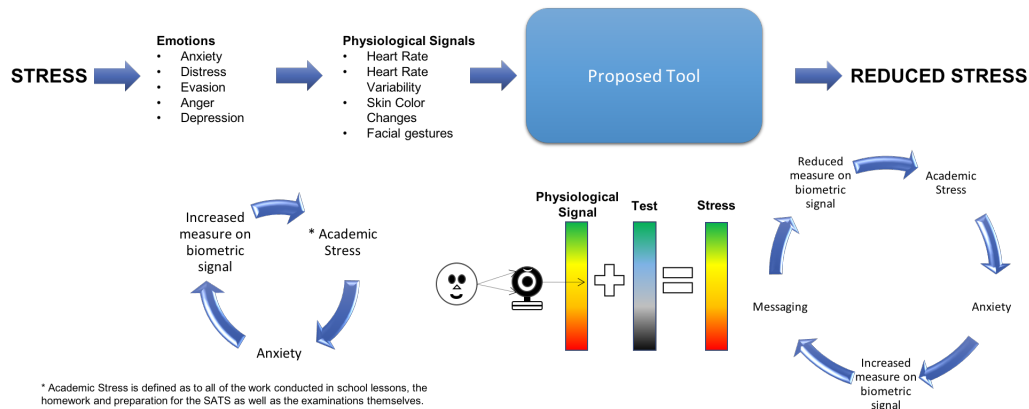 STRESS
Emotions
• Anxiety
• Distress
• Evasion
• Anger
• Depression
Physiological Signals
• Heart Rate
• Heart Rate
Variability
• Skin Color
Changes
• Facial gestures
Proposed Tool
REDUCED STRESS
Increased
measure on
biometric
signal
* Academic
Stress
Anxiety
Physiological
Signal
Test
Stress
Reduced
measure on
biometric
signal
Academic
Stress
Anxiety
Increased
measure on
biometric
signal
Messaging
* Academic Stress is defined as to all of the work conducted in school lessons, the
homework and preparation for the SATS as well as the examinations themselves.